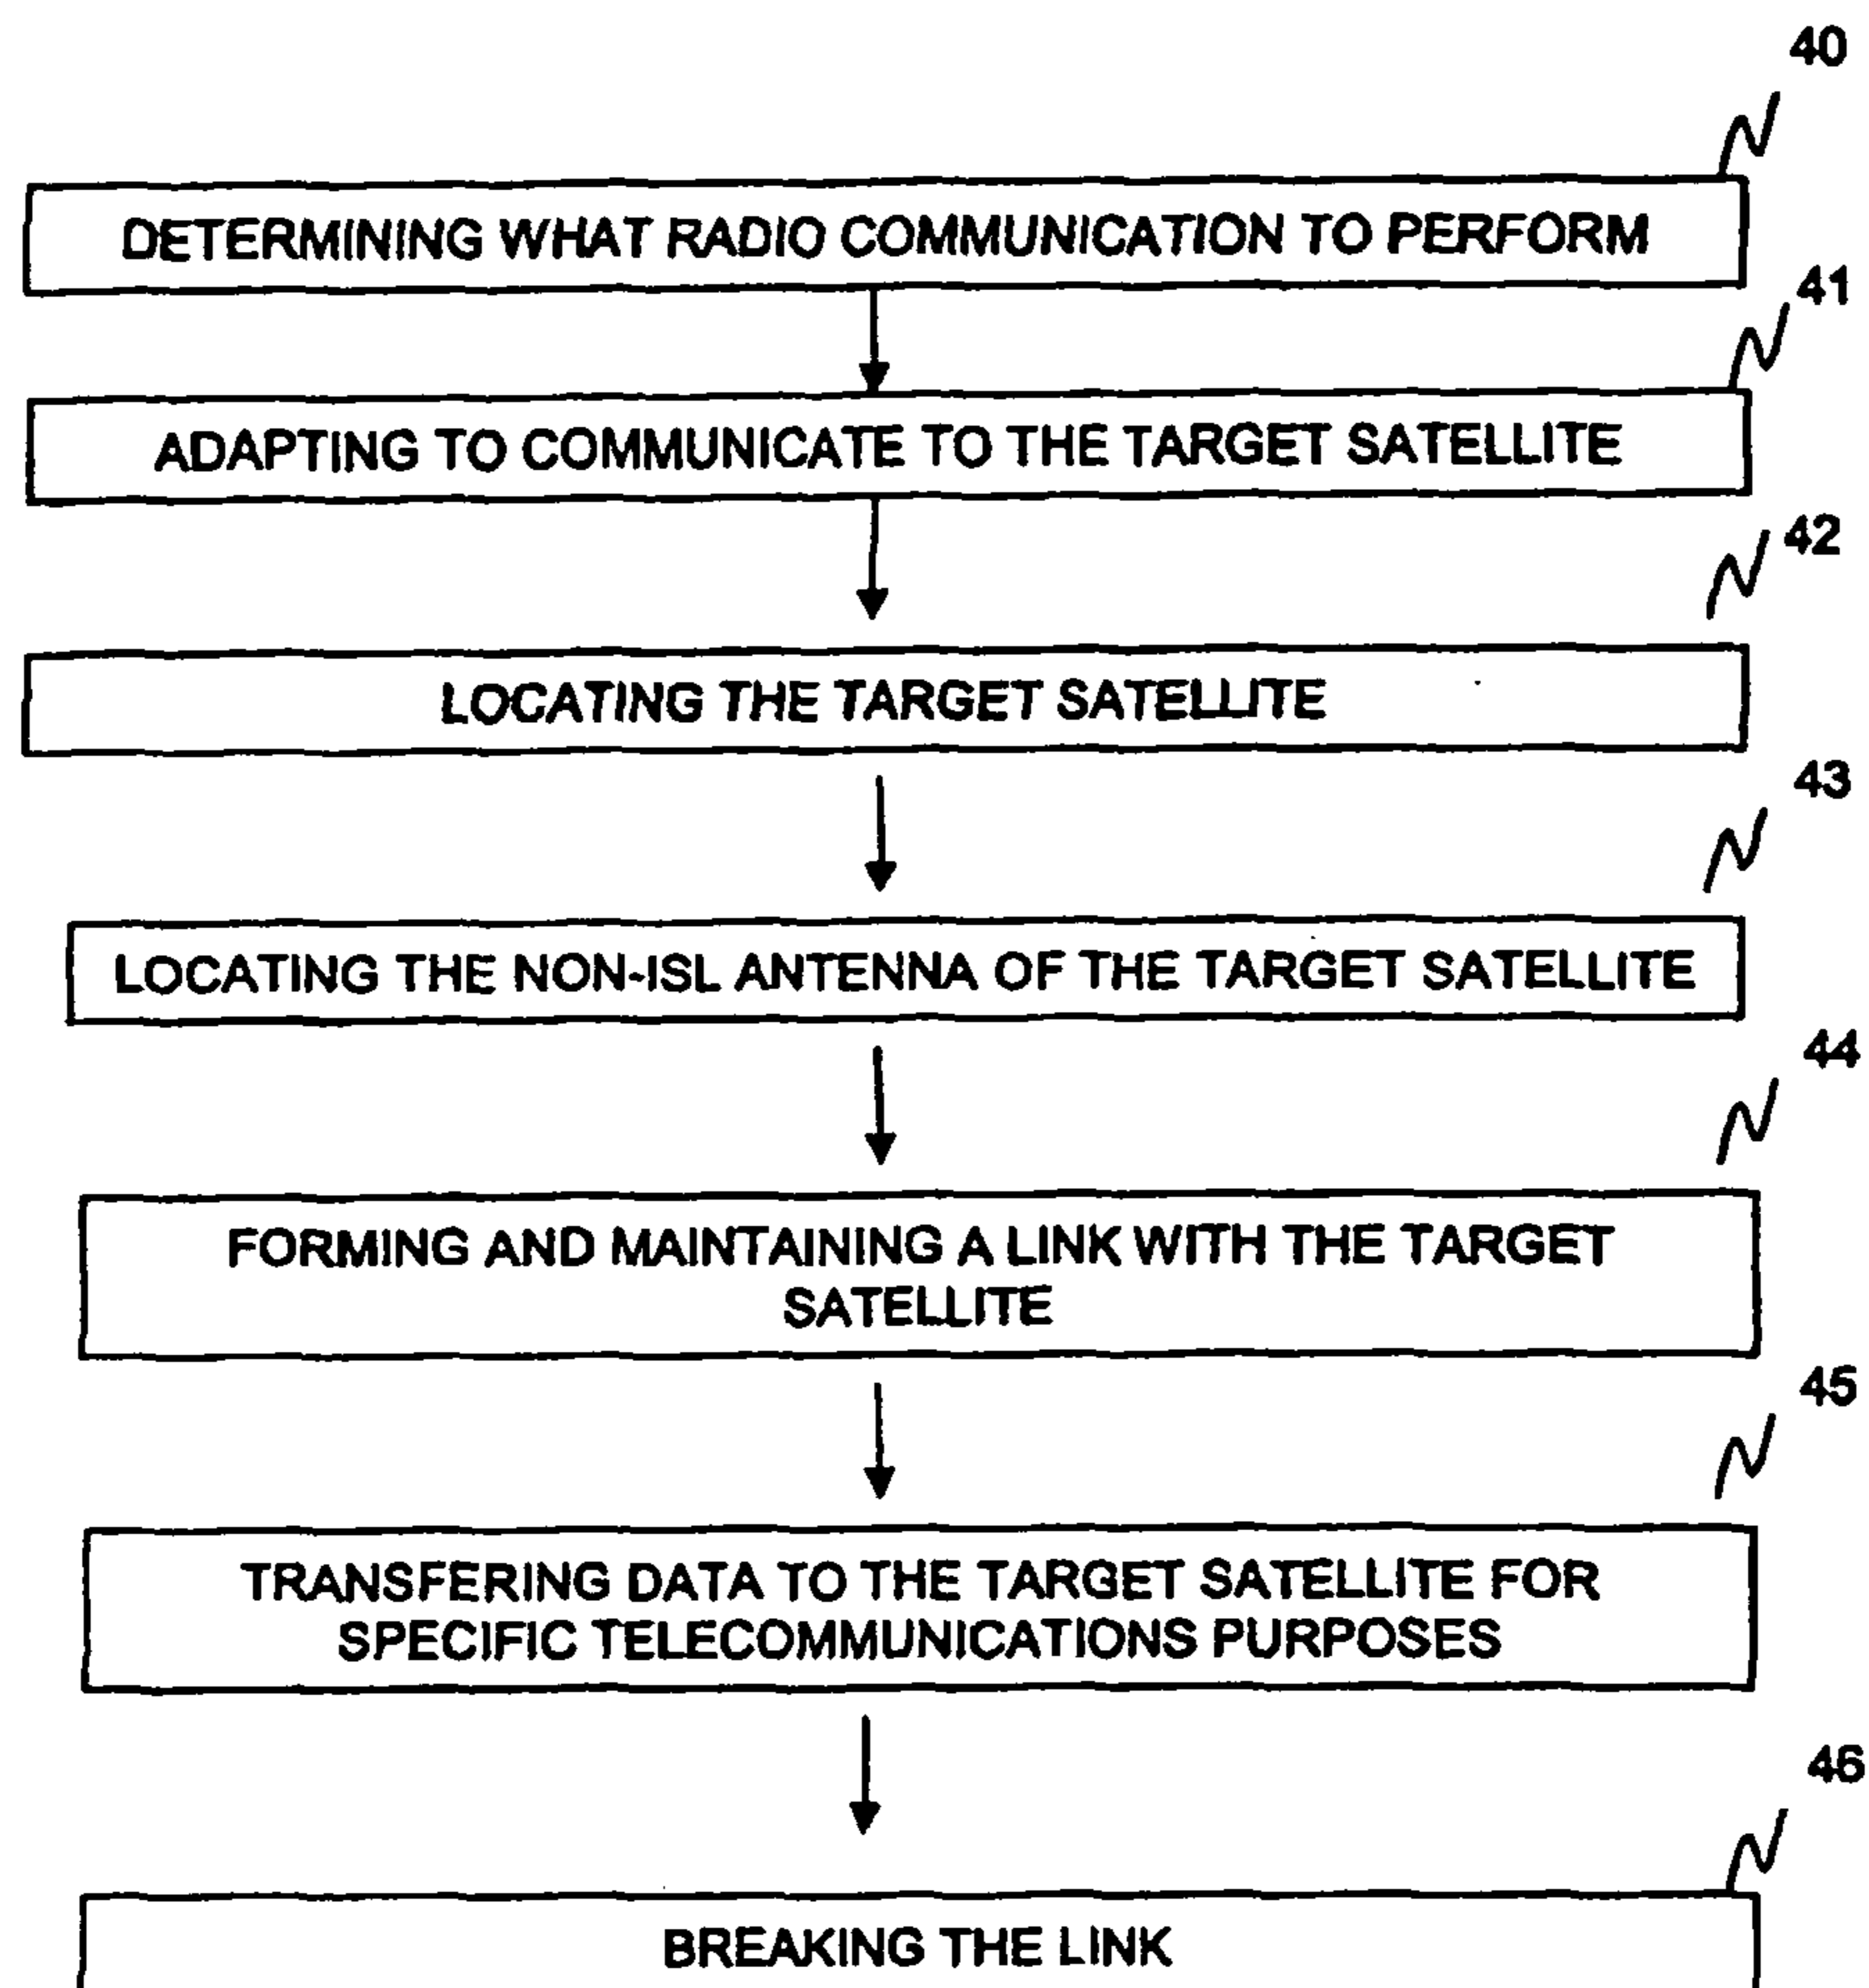 40
DETERMINING WHAT RADIO COMMUNICATION TO PERFORM
41
ADAPTING TO COMMUNICATE TO THE TARGET SATELLITE
42
LOCATING THE TARGET SATELLITE
43
LOCATING THE NON-ISL ANTENNA OF THE TARGET SATELLITE
44
FORMING AND MAINTAINING A LINK WITH THE TARGET
SATELLITE
45
TRANSFERING DATA TO THE TARGET SATELLITE FOR
SPECIFIC TELECOMMUNICATIONS PURPOSES
46
BREAKING THE LINK